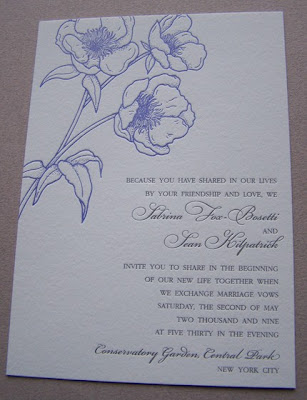 BECAUSE YOU HAVE SHARED IN OUR LIVES
BY YOUR FRIENDSHIP AND LOVE, WE
Sabrina Fox-Bosetti
AND
Sean Kilpatrick
INVITE YOU TO SHARE IN THE BEGINNING
OF OUR NEW LIFE TOGETHER WHEN
WE EXCHANGE MARRIAGE VOWS
SATURDAY, THE SECOND OF MAY
TWO THOUSAND AND NINE
AT FIVE THIRTY IN THE EVENING
Conservatory Garden, Central Park
NEW YORK CITY